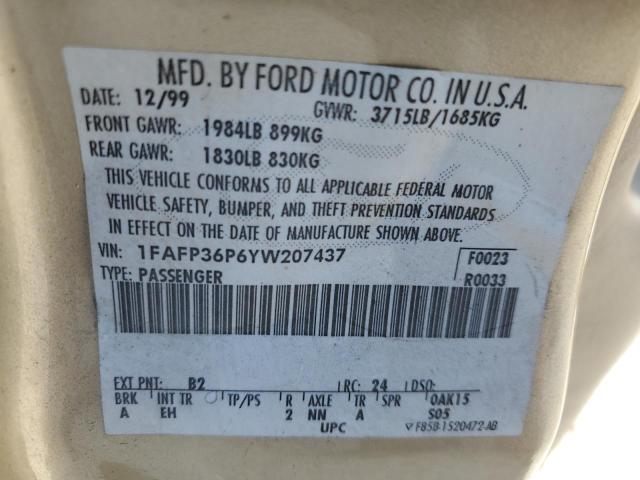 MFD. BY FORD MOTOR CO. IN U.S.A.
DATE: 12/99 GVWR: 3715LB/1685KG
FRONT GAWR: 1984LB 899KG
REAR GAWR: 1830LB 830KG
THIS VEHICLE CONFORMS TO ALL APPLICABLE FEDERAL MOTOR
VEHICLE SAFETY, BUMPER, AND THEFT PREVENTION STANDARDS
IN EFFECT ON THE DATE OF MANUFACTURE SHOWN ABOVE.
VIN: 1FAFP36P6YW207437 F0023
TYPE: PASSENGER R0033
EXT PNT: B2 RC: 24 DSO:
BRK INT TR TP/PS R AXLE TR SPR 0AK15
A EH 2 NN A S05
UPC F85B-1520472-AB